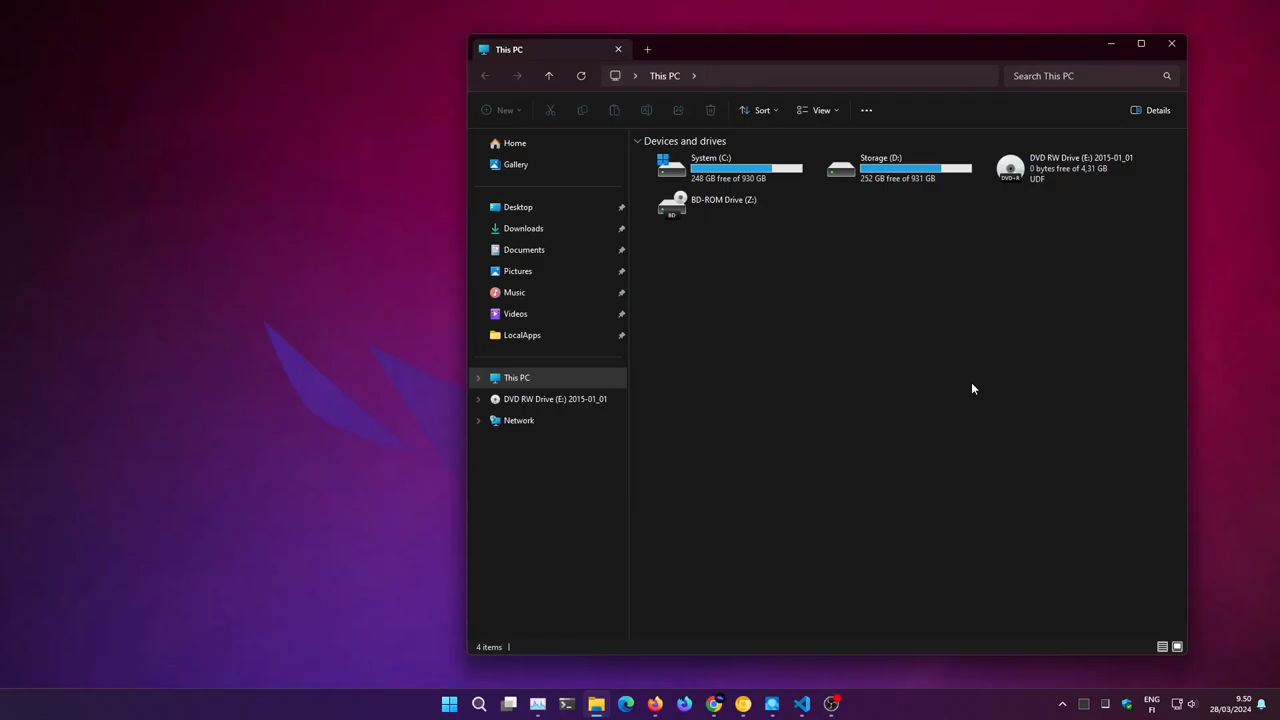 This PC
This PC
Search This PC
New
Sort
View
Details
Home
Gallery
Desktop
Downloads
Documents
Pictures
Music
Videos
LocalApps
This PC
DVD RW Drive (E:) 2015-01_01
Network
Devices and drives
System (C:)
248 GB free of 930 GB
Storage (D:)
252 GB free of 931 GB
DVD RW Drive (E:) 2015-01_01
0 bytes free of 4,31 GB
UDF
DVD+R
BD-ROM Drive (Z:)
BD
4 items
ENG
FI
9.50
28/03/2024